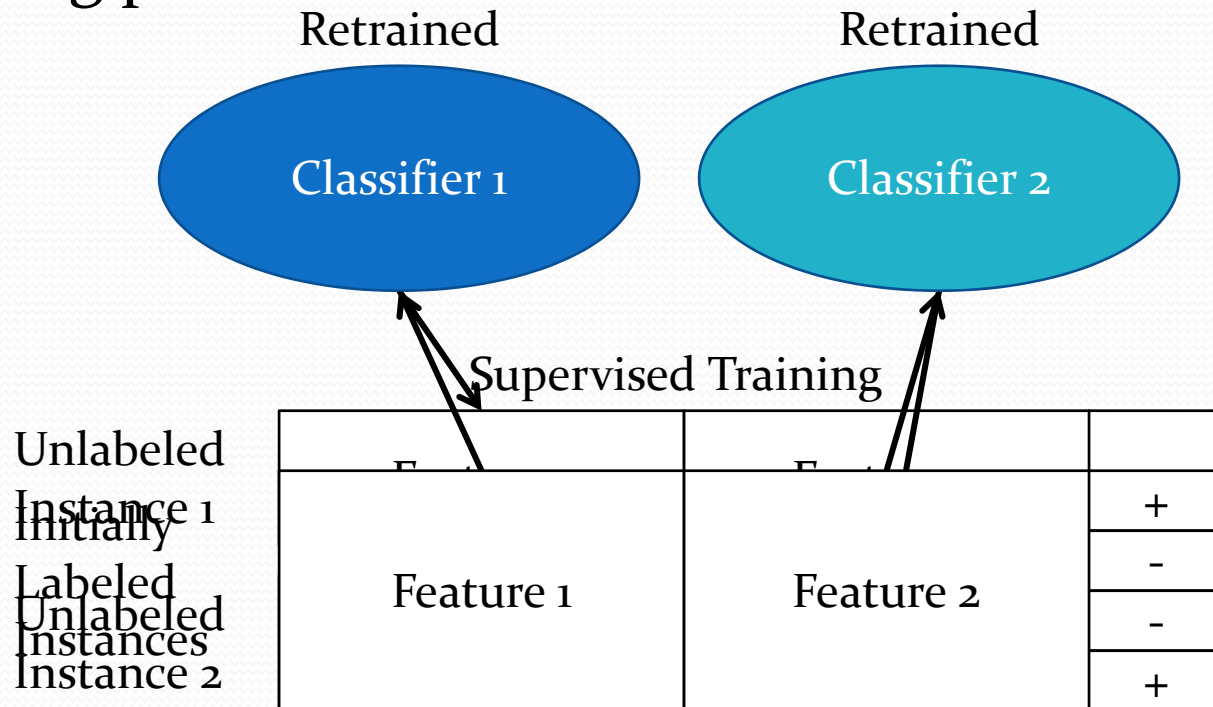 g p
Retrained
Retrained
Classifier 1
Classifier 2
Supervised Training
Unlabeled
Instance 1
Initially
Labeled
Instances
Unlabeled
Instance 2
Feature 1
Feature 2
+
-
-
+